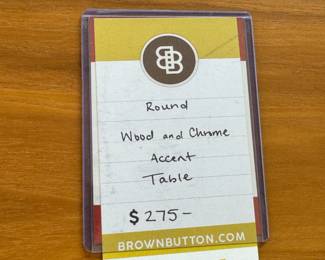 BB
Round
Wood and Chrome
Accent
Table
$275-
BROWNBUTTON.COM